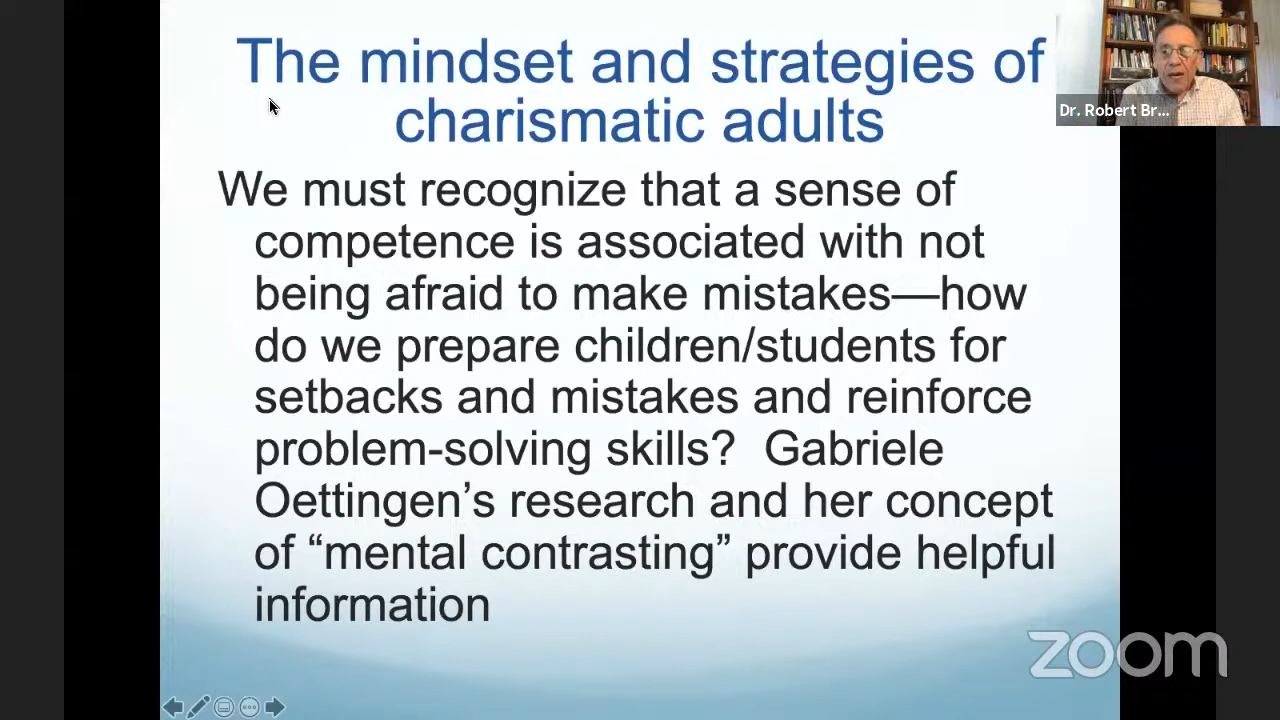 The mindset and strategies of
charismatic adults
Dr. Robert Br...
We must recognize that a sense of
competence is associated with not
being afraid to make mistakes—how
do we prepare children/students for
setbacks and mistakes and reinforce
problem-solving skills?  Gabriele
Oettingen’s research and her concept
of “mental contrasting” provide helpful
information
zoom